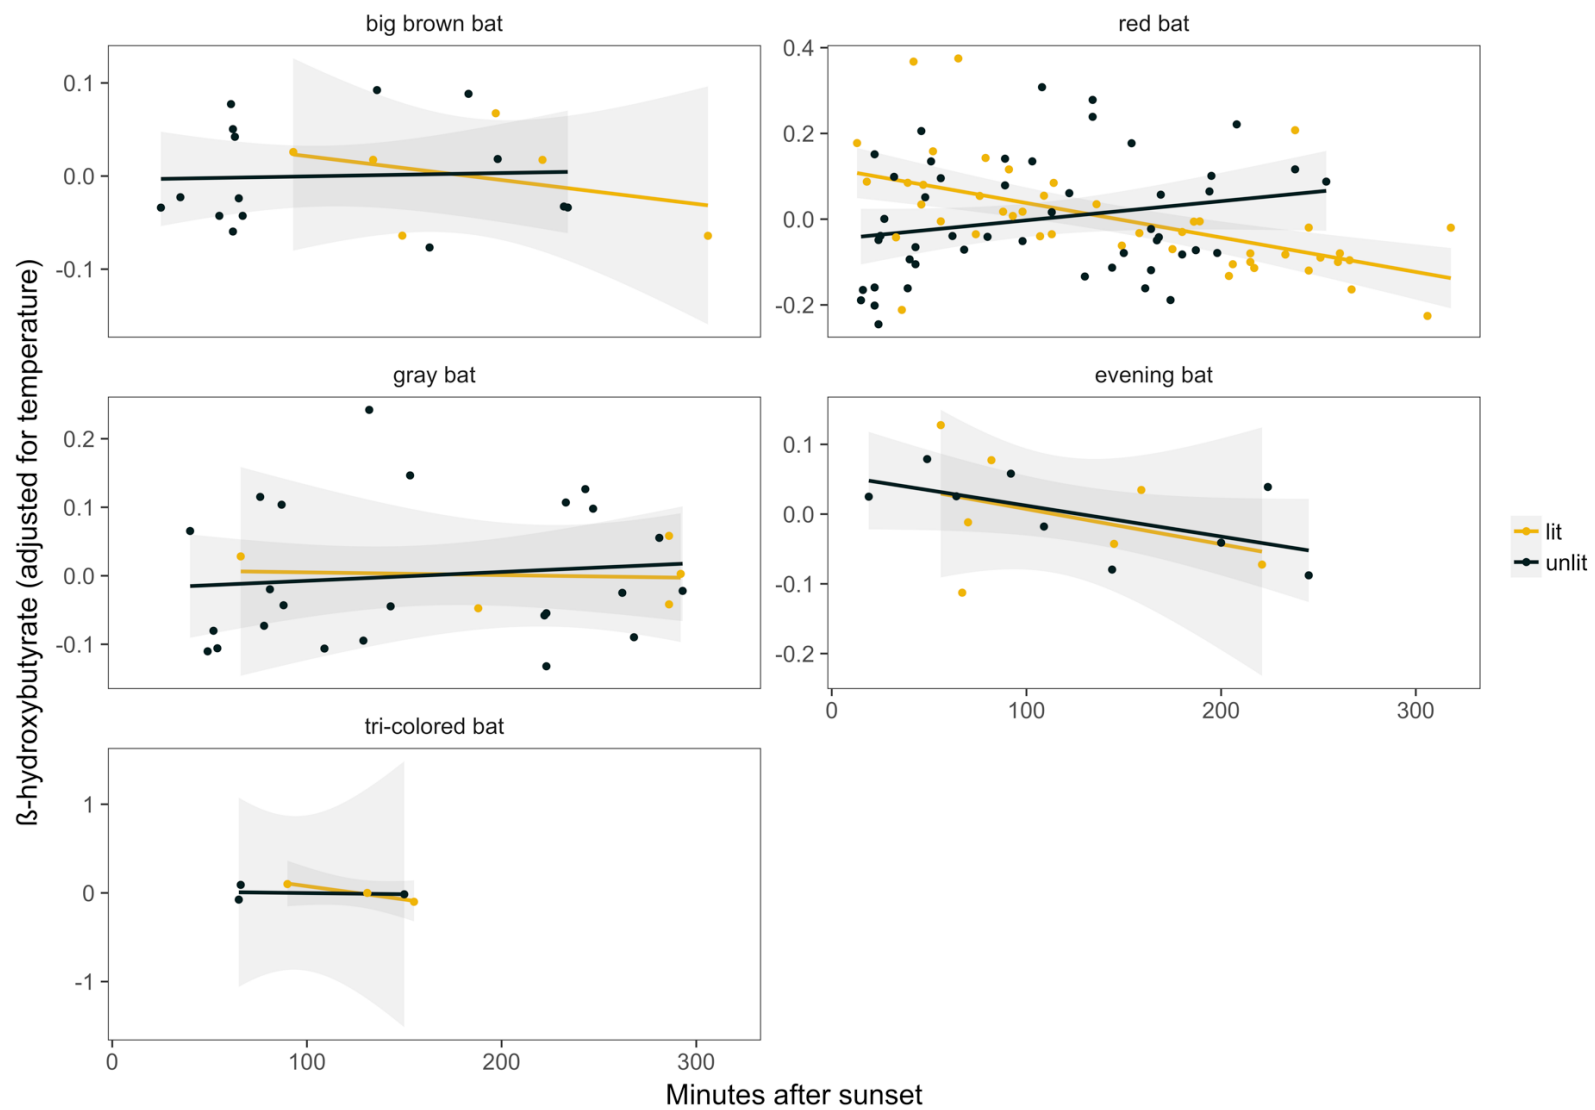 big brown bat
red bat
0.1
0.0
-0.1
0.4
0.2
0.0
-0.2
gray bat
evening bat
0.2
0.1
0.0
-0.1
0.1
0.0
-0.1
-0.2
0
100
200
300
tri-colored bat
1
0
-1
0
100
200
300
Minutes after sunset
ß-hydroxybutyrate (adjusted for temperature)
lit
unlit